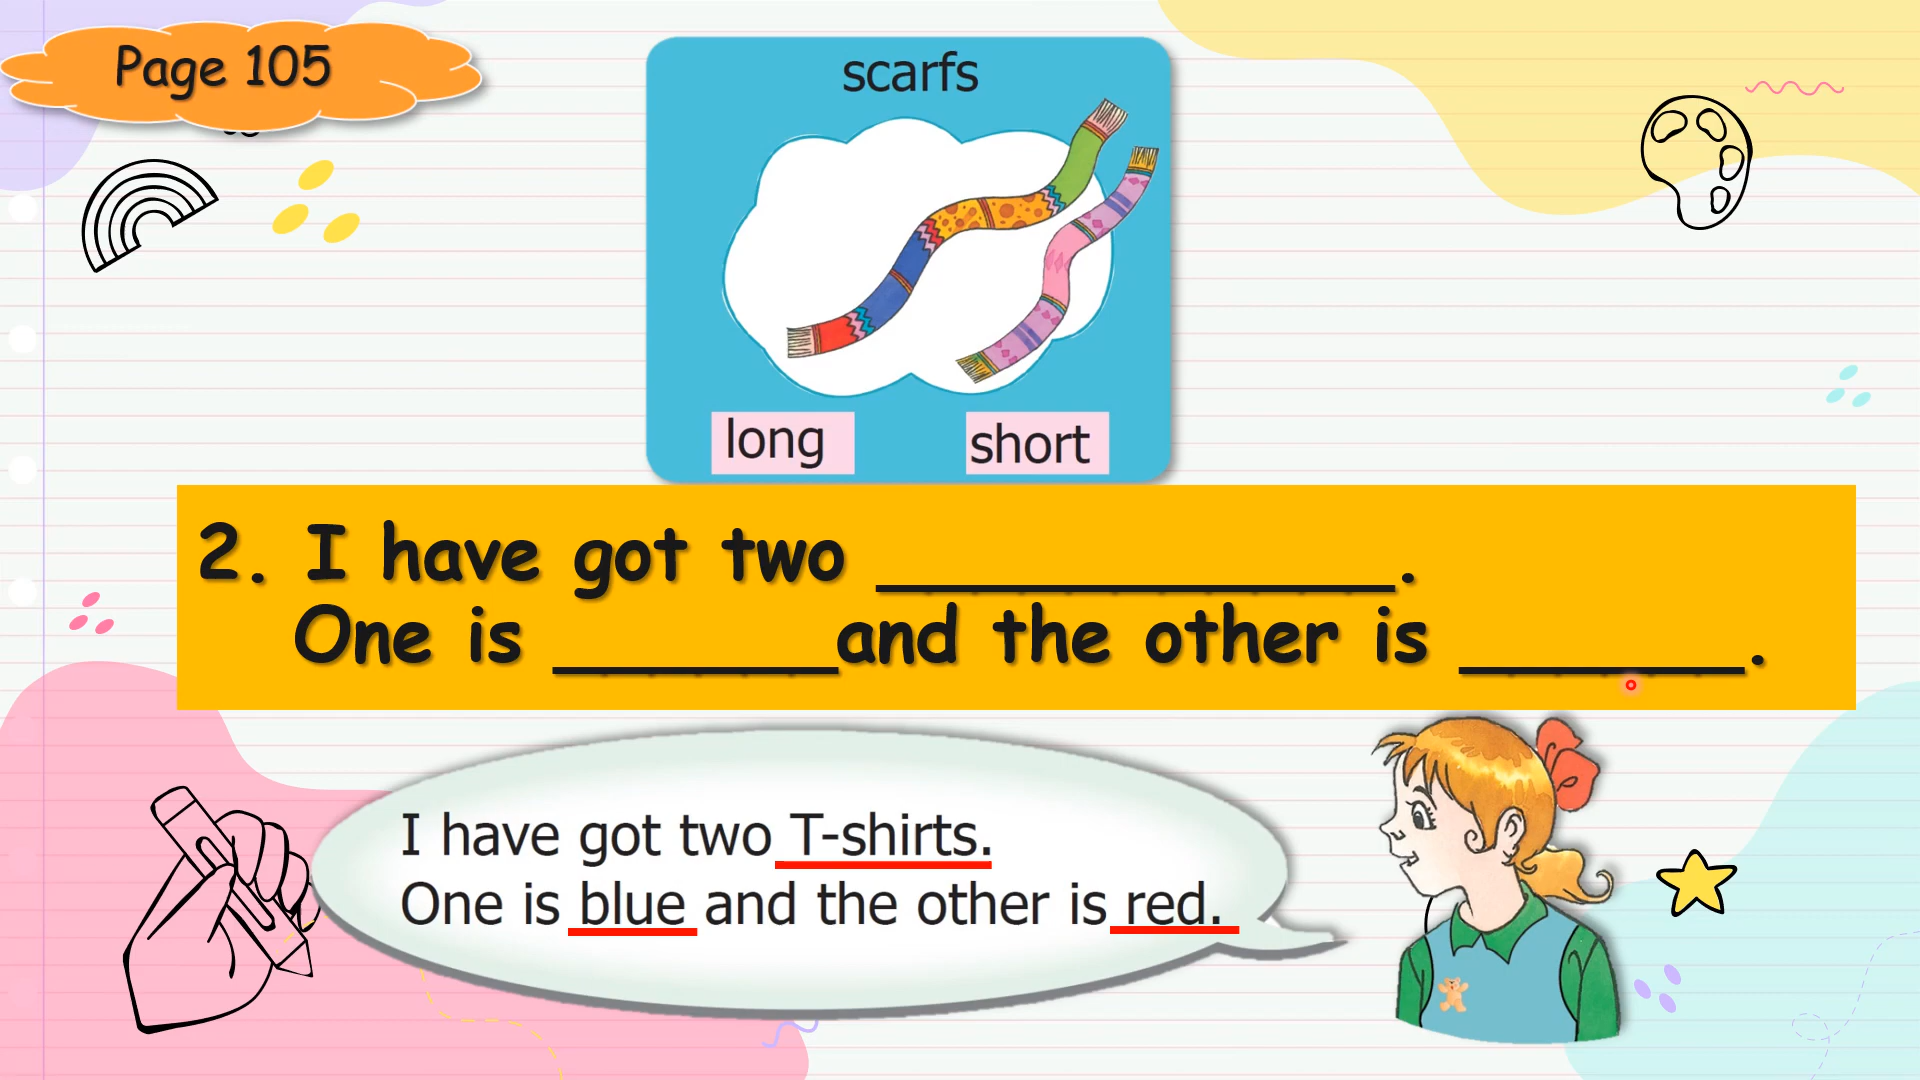 Page 105
scarfs
long short
2. I have got two ___________.
One is ______and the other is ______.
I have got two T-shirts.
One is blue and the other is red.